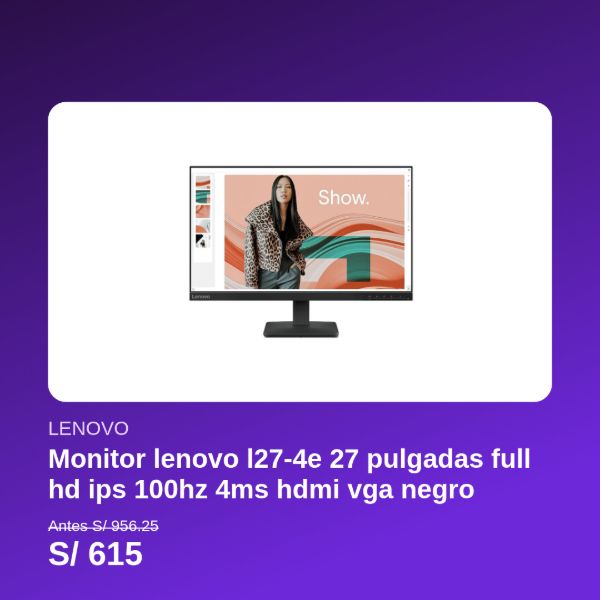 Show.
Lenovo
LENOVO
Monitor lenovo l27-4e 27 pulgadas full
hd ips 100hz 4ms hdmi vga negro
Antes S/ 956.25
S/ 615